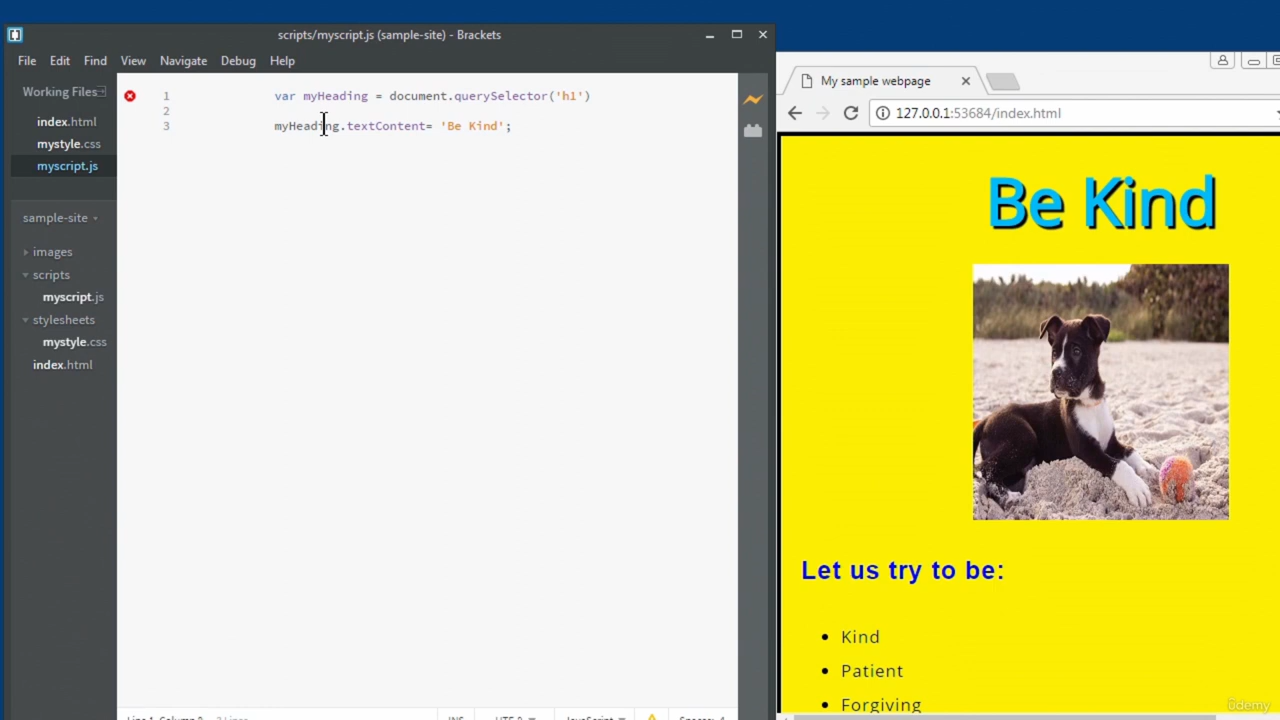 scripts/myscript.js (sample-site) - Brackets
File Edit Find View Navigate Debug Help
Working Files
index.html
mystyle.css
myscript.js
sample-site
images
scripts
myscript.js
stylesheets
mystyle.css
index.html
1 var myHeading = document.querySelector('h1')
2
3 myHeading.textContent= 'Be Kind';
My sample webpage
127.0.0.1:53684/index.html
Be Kind
Let us try to be:
• Kind
• Patient
• Forgiving
ûdemy